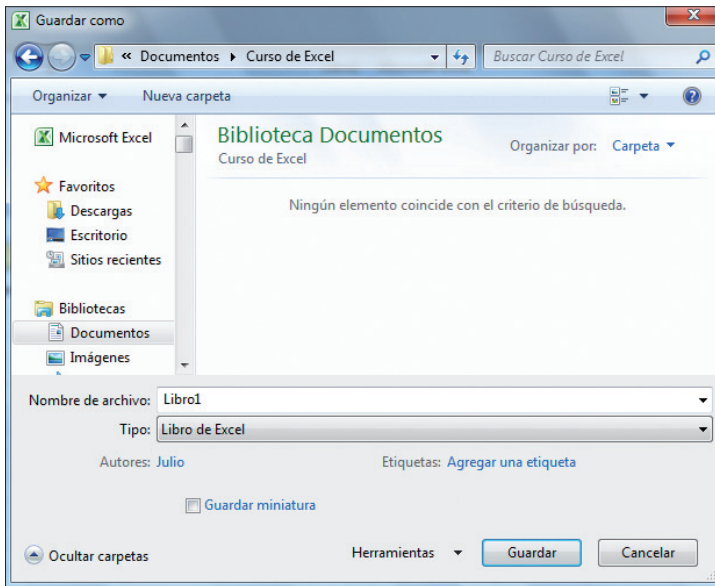 Guardar como
« Documentos ▸ Curso de Excel
Buscar Curso de Excel
Organizar
Nueva carpeta
Microsoft Excel
Favoritos
Descargas
Escritorio
Sitios recientes
Bibliotecas
Documentos
Imágenes
Biblioteca Documentos
Curso de Excel
Organizar por: Carpeta
Ningún elemento coincide con el criterio de búsqueda.
Nombre de archivo: Libro1
Tipo: Libro de Excel
Autores: Julio
Etiquetas: Agregar una etiqueta
Guardar miniatura
Ocultar carpetas
Herramientas
Guardar
Cancelar